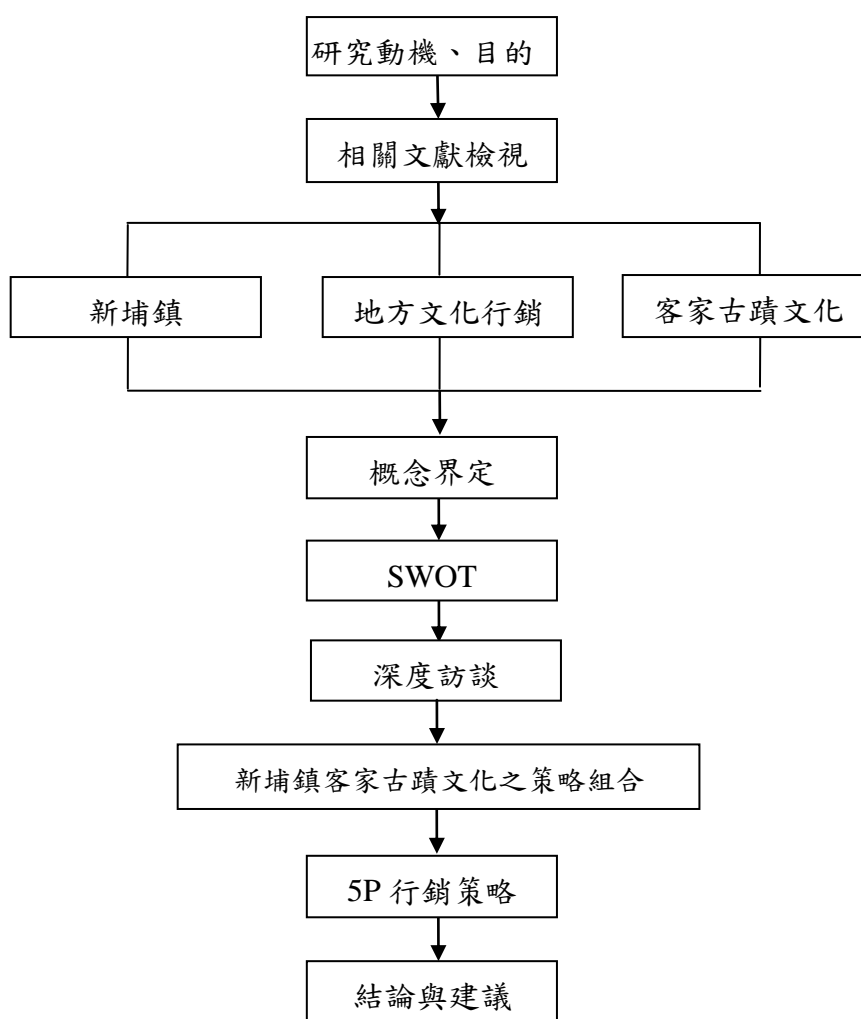 研究動機、目的
相關文獻檢視
新埔鎮
地方文化行銷
客家古蹟文化
概念界定
SWOT
深度訪談
新埔鎮客家古蹟文化之策略組合
5P 行銷策略
結論與建議